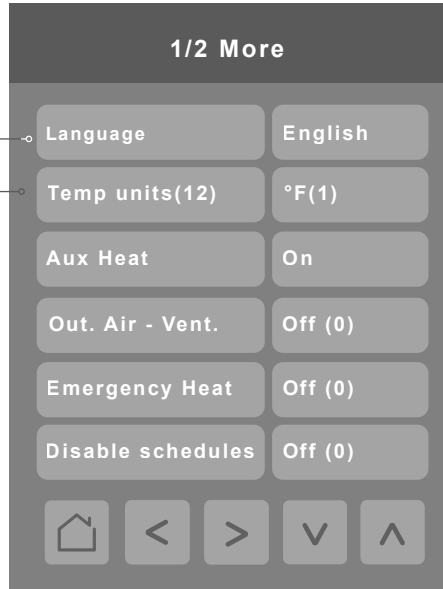 1/2 More
Language English
Temp units(12) °F(1)
Aux Heat On
Out. Air - Vent. Off (0)
Emergency Heat Off (0)
Disable schedules Off (0)